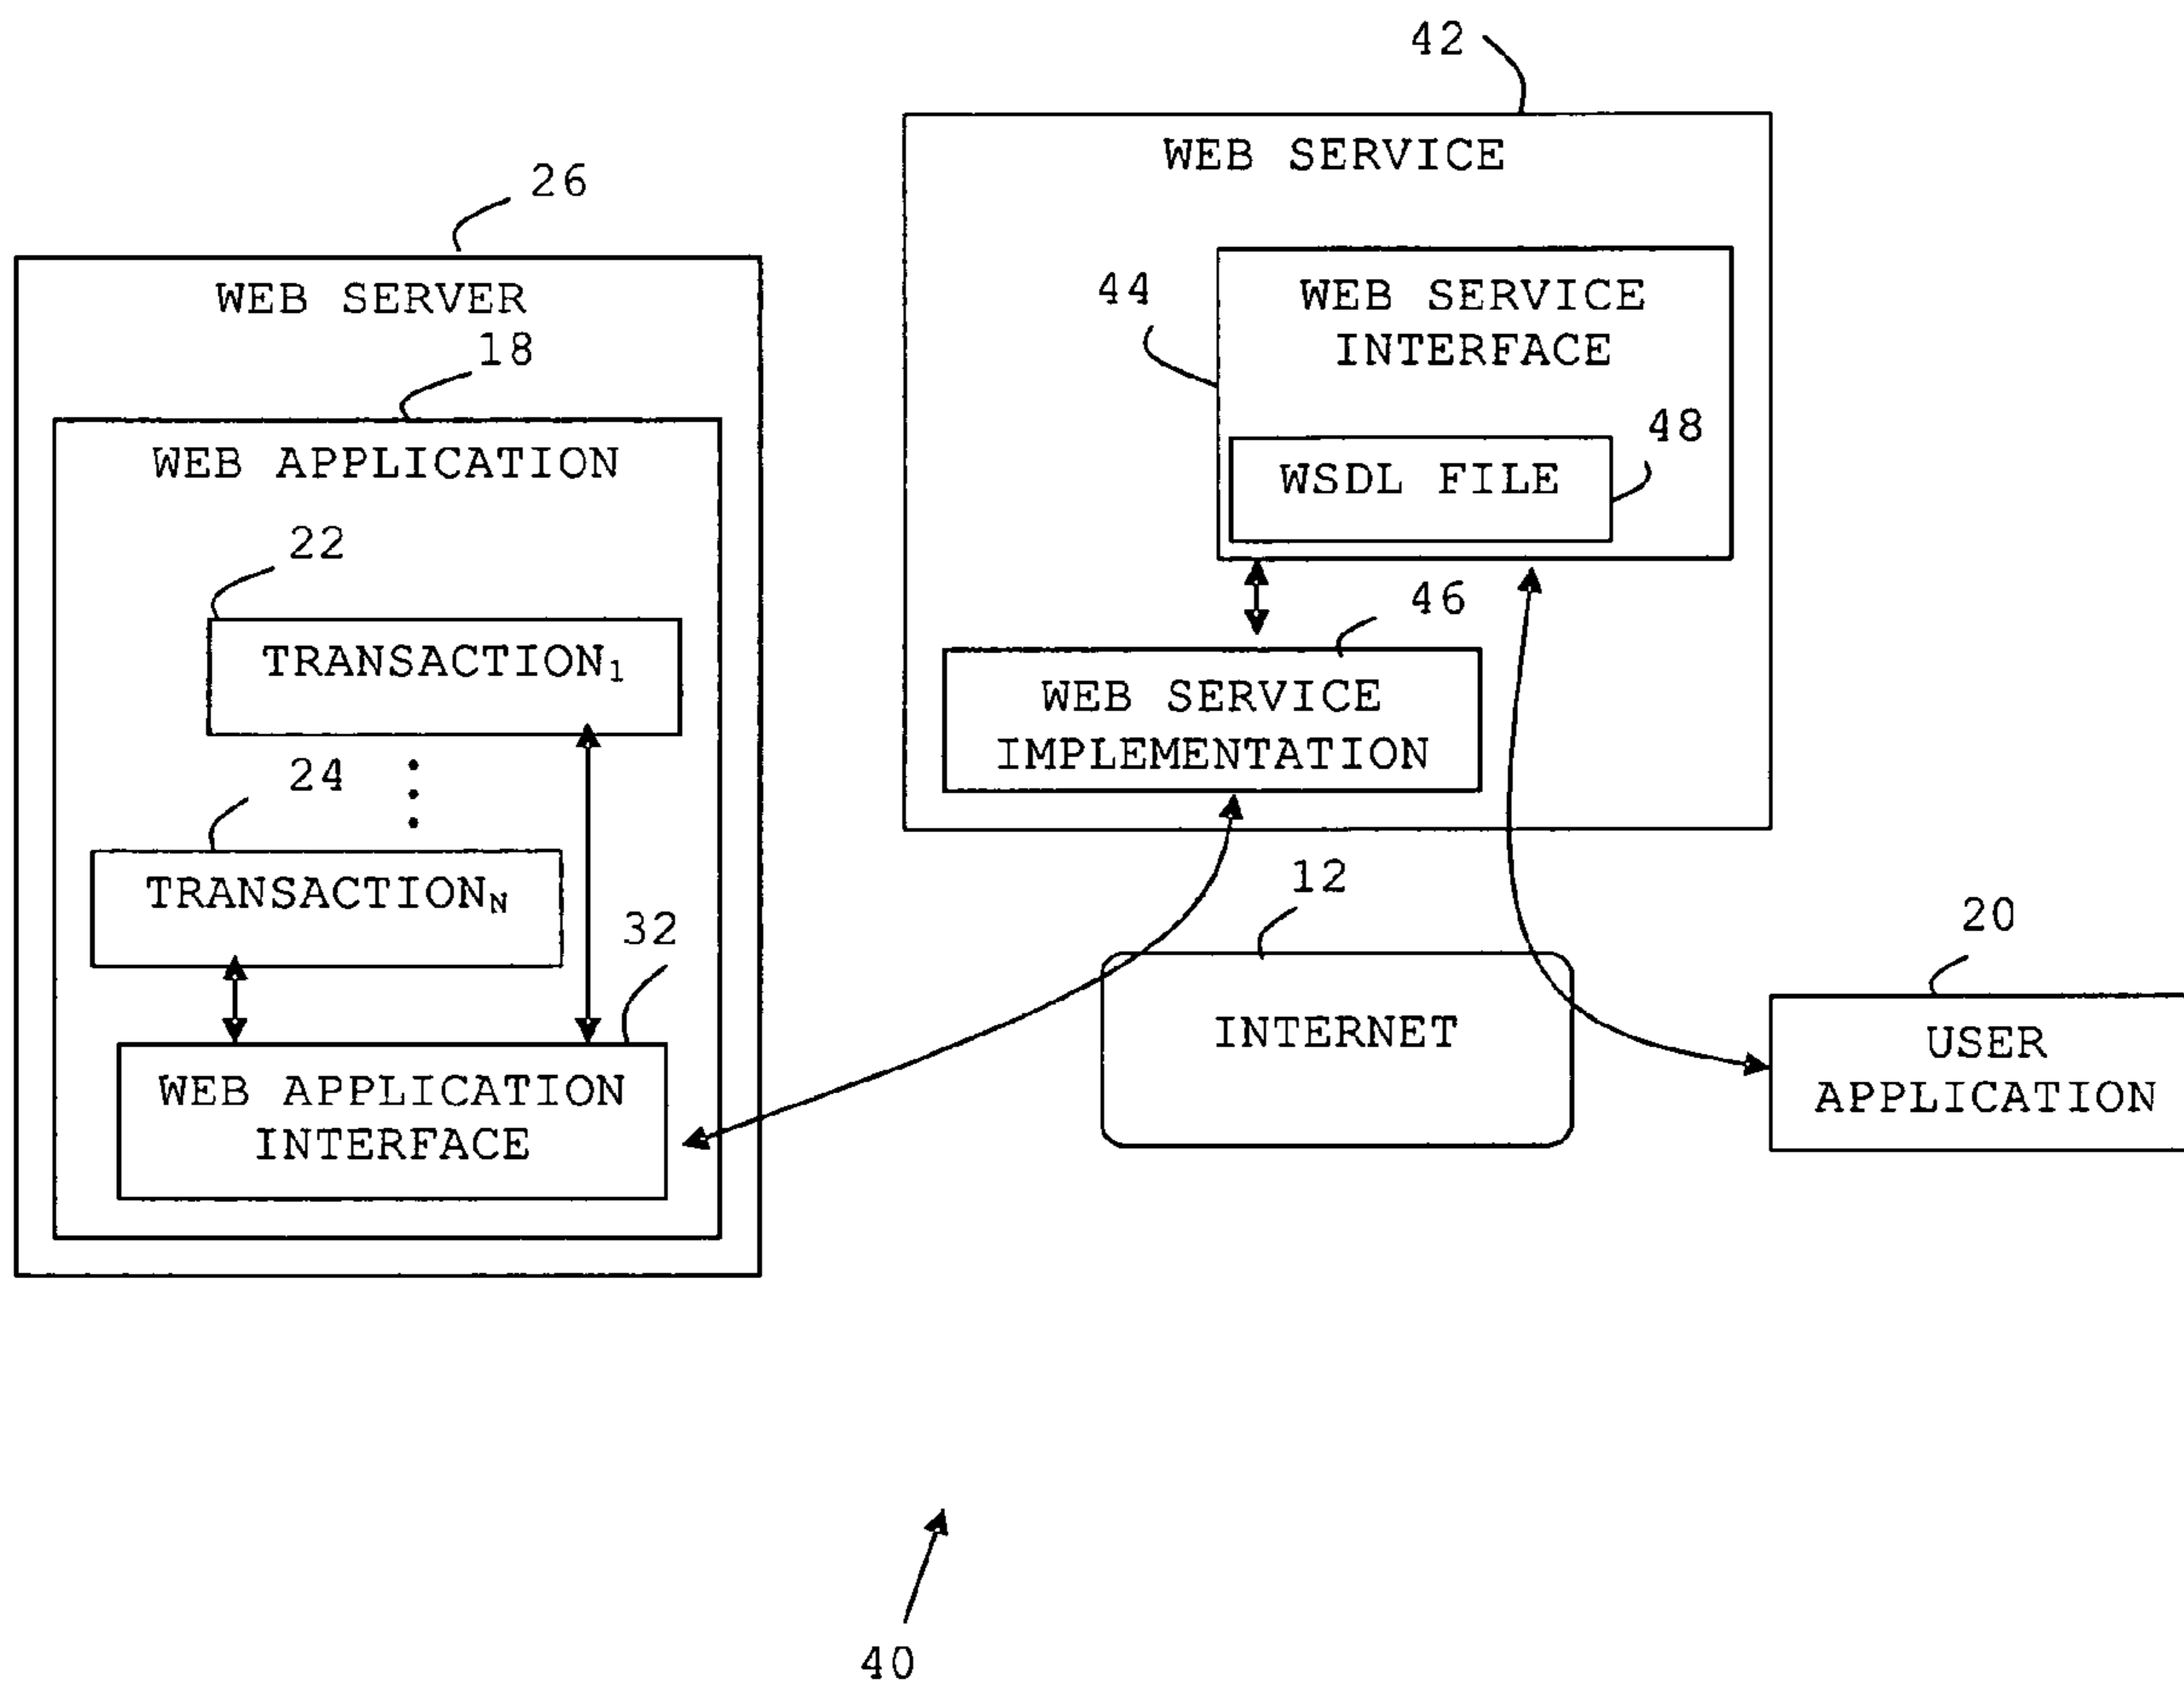 42
WEB SERVICE
26
WEB SERVER
44
WEB SERVICE
INTERFACE
18
48
WEB APPLICATION
WSDL FILE
22
46
TRANSACTION1
WEB SERVICE
IMPLEMENTATION
24
12
TRANSACTIONN
32
20
INTERNET
USER
APPLICATION
WEB APPLICATION
INTERFACE
40